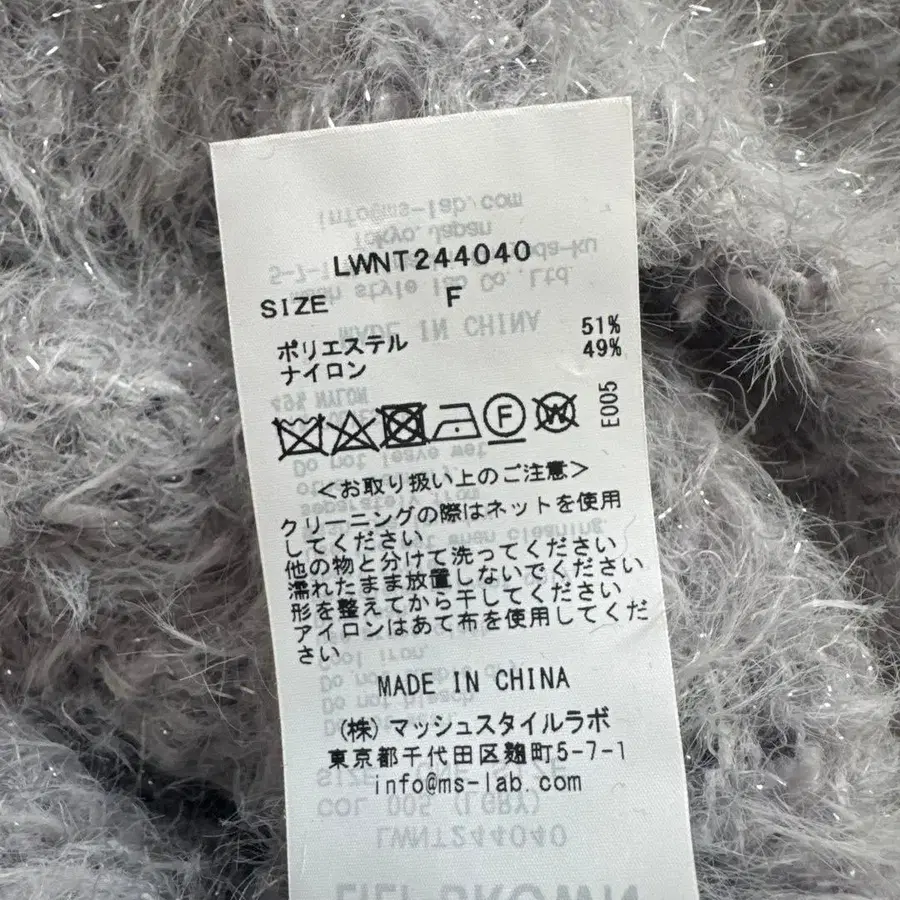 LWNT244040
SIZE F
ポリエステル 51%
ナイロン 49%
F W E005
＜お取り扱い上のご注意＞
クリーニングの際はネットを使用
してください
他の物と分けて洗ってください
濡れたまま放置しないでください
形を整えてから干してください
アイロンはあて布を使用してくだ
さい
MADE IN CHINA
(株)マッシュスタイルラボ
東京都千代田区麹町5-7-1
info@ms-lab.com